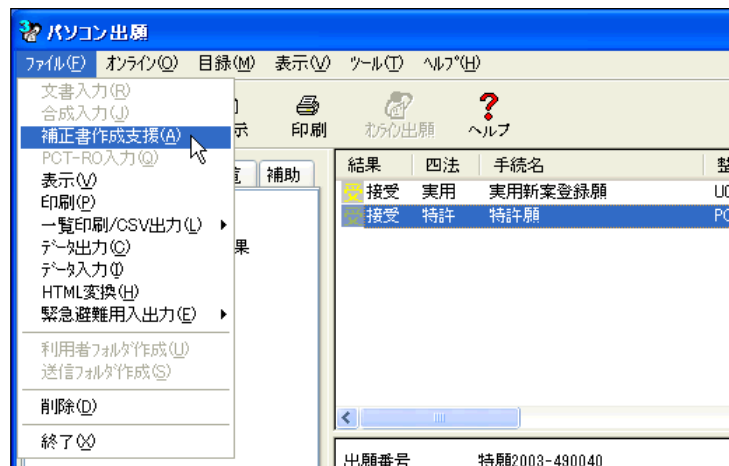 パソコン出願
ファイル(F) オンライン(O) 目録(M) 表示(V) ツール(T) ヘルプ(H)
文書入力(R)
合成入力(J)
補正書作成支援(A)
PCT-RO入力(Q)
表示(V)
印刷(P)
一覧印刷/CSV出力(L)
データ出力(C)
データ入力(I)
HTML変換(H)
緊急避難用入出力(E)
利用者フォルダ作成(U)
送信フォルダ作成(S)
削除(D)
終了(X)
示 印刷 オンライン出願 ヘルプ
補助
果
結果 四法 手続名 整
受 接受 実用 実用新案登録願 UC
受 接受 特許 特許願 PC
出願番号 特願2003-490040